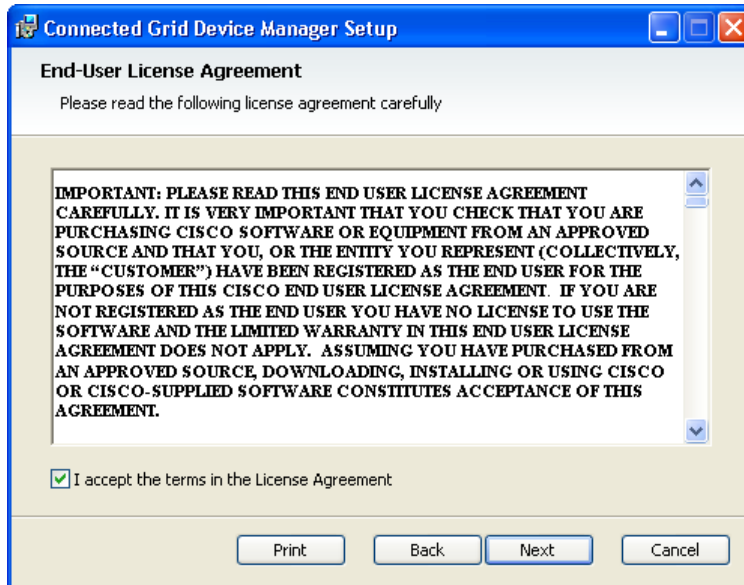 Connected Grid Device Manager Setup
End-User License Agreement
Please read the following license agreement carefully
IMPORTANT: PLEASE READ THIS END USER LICENSE AGREEMENT
CAREFULLY. IT IS VERY IMPORTANT THAT YOU CHECK THAT YOU ARE
PURCHASING CISCO SOFTWARE OR EQUIPMENT FROM AN APPROVED
SOURCE AND THAT YOU, OR THE ENTITY YOU REPRESENT (COLLECTIVELY,
THE “CUSTOMER”) HAVE BEEN REGISTERED AS THE END USER FOR THE
PURPOSES OF THIS CISCO END USER LICENSE AGREEMENT. IF YOU ARE
NOT REGISTERED AS THE END USER YOU HAVE NO LICENSE TO USE THE
SOFTWARE AND THE LIMITED WARRANTY IN THIS END USER LICENSE
AGREEMENT DOES NOT APPLY. ASSUMING YOU HAVE PURCHASED FROM
AN APPROVED SOURCE, DOWNLOADING, INSTALLING OR USING CISCO
OR CISCO-SUPPLIED SOFTWARE CONSTITUTES ACCEPTANCE OF THIS
AGREEMENT.
I accept the terms in the License Agreement
Print Back Next Cancel